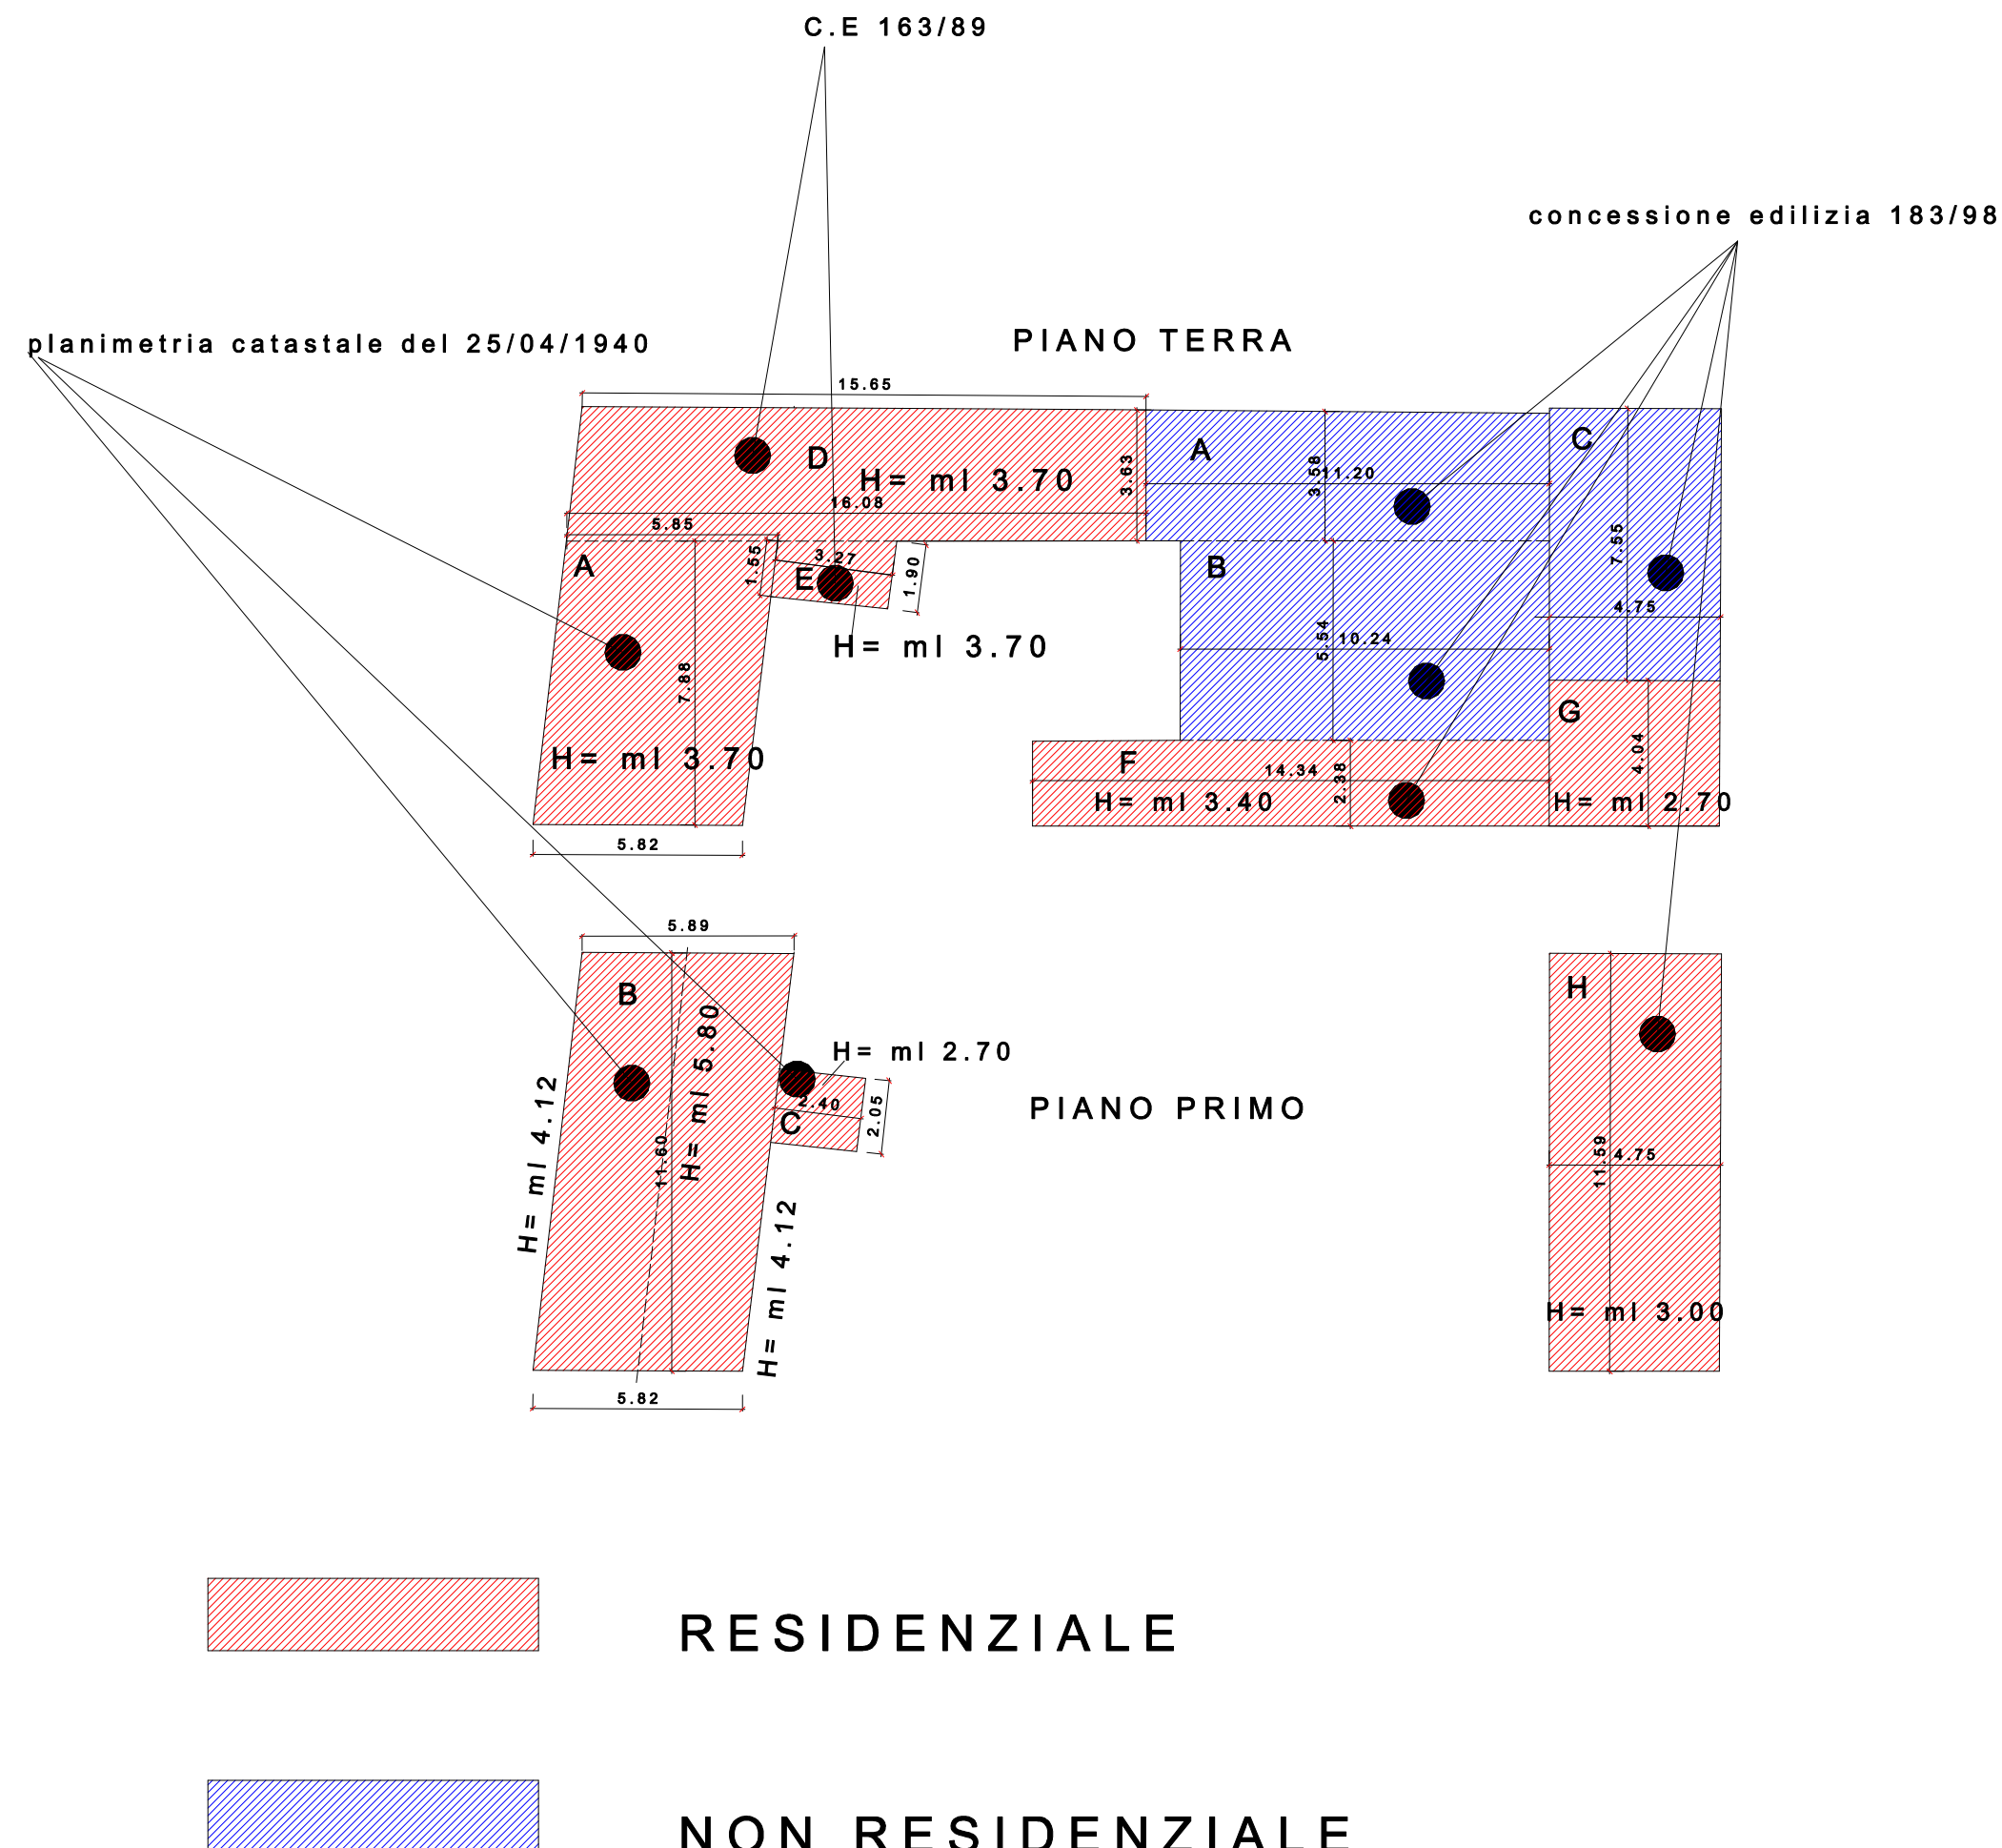 C.E 163/89
concessione edilizia 183/98
planimetria catastale del 25/04/1940
PIANO TERRA
15.65
D
H= ml 3.70
16.08
3.63
5.85
A
1.55
3.27
E
1.90
H= ml 3.70
7.88
H= ml 3.70
5.82
A
3.58
11.20
C
7.55
4.75
B
5.54
10.24
G
4.04
H= ml 2.70
F
14.34
2.38
H= ml 3.40
5.89
B
H= ml 5.80
H= ml 4.12
11.60
H= ml 4.12
5.82
H= ml 2.70
2.40
C
2.05
PIANO PRIMO
H
11.59
4.75
H= ml 3.00
RESIDENZIALE
NON RESIDENZIALE